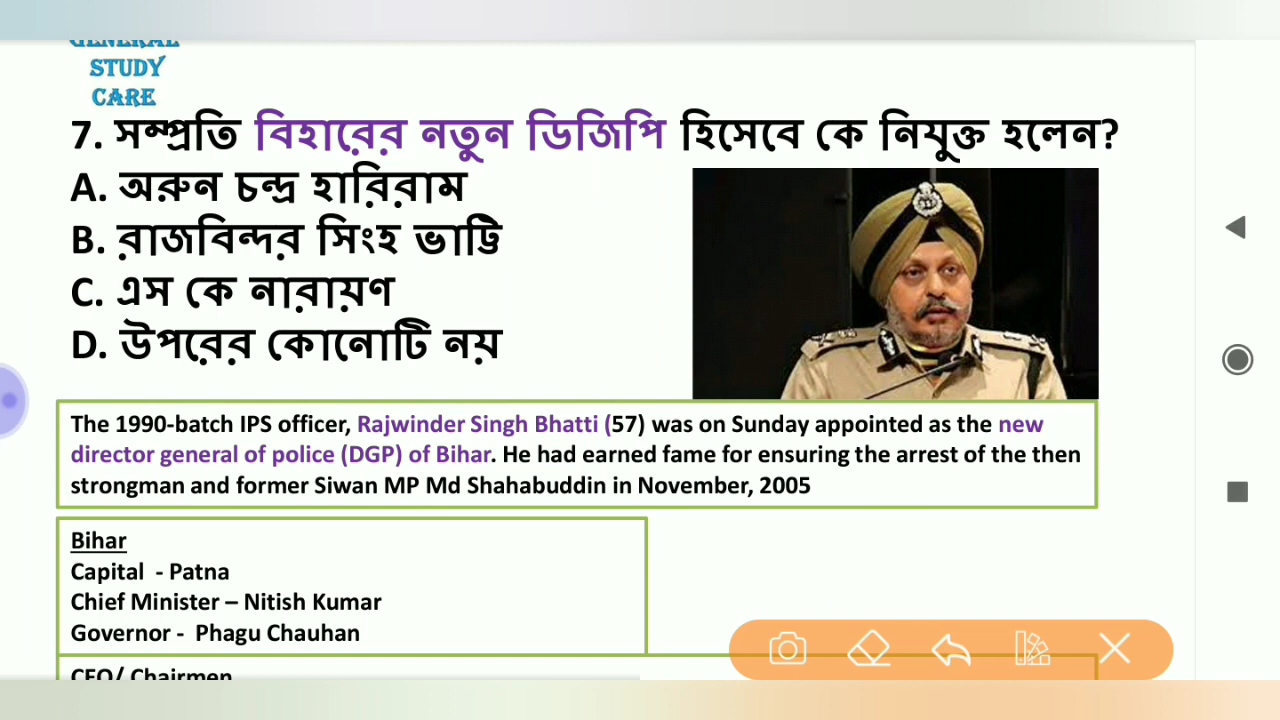 GENERAL
STUDY
CARE
7. সম্প্রতি বিহারের নতুন ডিজিপি হিসেবে কে নিযুক্ত হলেন?
A. অরুন চন্দ্র হারিরাম
B. রাজবিন্দর সিংহ ভাট্টি
C. এস কে নারায়ণ
D. উপরের কোনোটি নয়
The 1990-batch IPS officer, Rajwinder Singh Bhatti (57) was on Sunday appointed as the new
director general of police (DGP) of Bihar. He had earned fame for ensuring the arrest of the then
strongman and former Siwan MP Md Shahabuddin in November, 2005
Bihar
Capital - Patna
Chief Minister – Nitish Kumar
Governor - Phagu Chauhan
CEO/ Chairmen